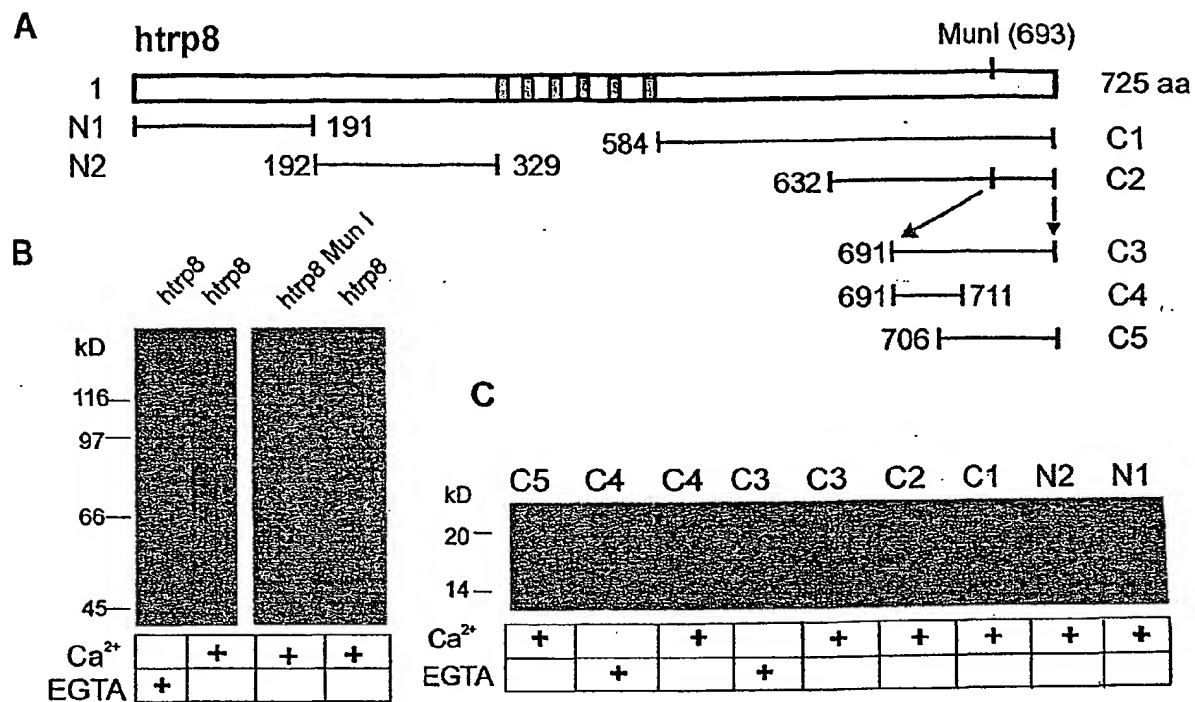 A
htrp8
MunI (693)
1
725 aa
N1
191
584
C1
N2
192
329
632
C2
691
C3
691
711
C4
706
C5
B
htrp8
htrp8
htrp8 Mun I
htrp8
kD
116
97
66
45
Ca2+ + + +
EGTA +
C
kD
C5 C4 C4 C3 C3 C2 C1 N2 N1
20
14
Ca2+ + + + + + + +
EGTA + +